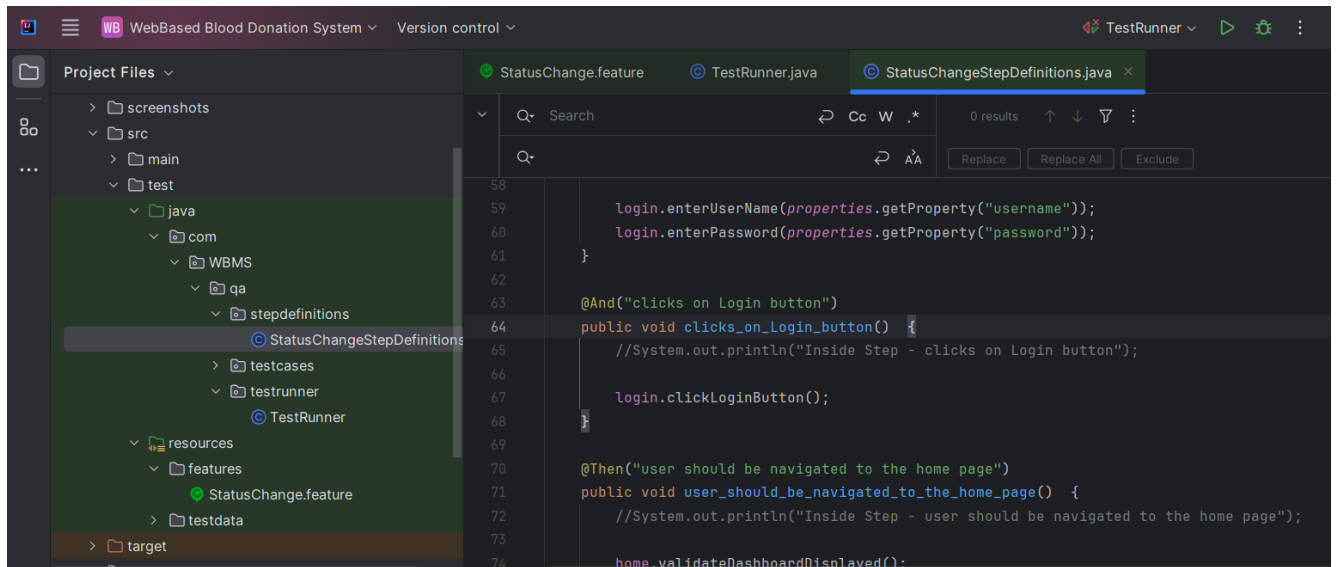 WB WebBased Blood Donation System Version control TestRunner
Project Files
StatusChange.feature TestRunner.java StatusChangeStepDefinitions.java
screenshots
src
main
test
java
com
WBMS
qa
stepdefinitions
StatusChangeStepDefinitions
testcases
testrunner
TestRunner
resources
features
StatusChange.feature
testdata
target
Search Cc W .* 0 results
Replace Replace All Exclude
58
59 login.enterUserName(properties.getProperty("username"));
60 login.enterPassword(properties.getProperty("password"));
61 }
62
63 @And("clicks on Login button")
64 public void clicks_on_Login_button() {
65 //System.out.println("Inside Step - clicks on Login button");
66
67 login.clickLoginButton();
68 }
69
70 @Then("user should be navigated to the home page")
71 public void user_should_be_navigated_to_the_home_page() {
72 //System.out.println("Inside Step - user should be navigated to the home page");
73
74 home.validateDashboardDisplayed();